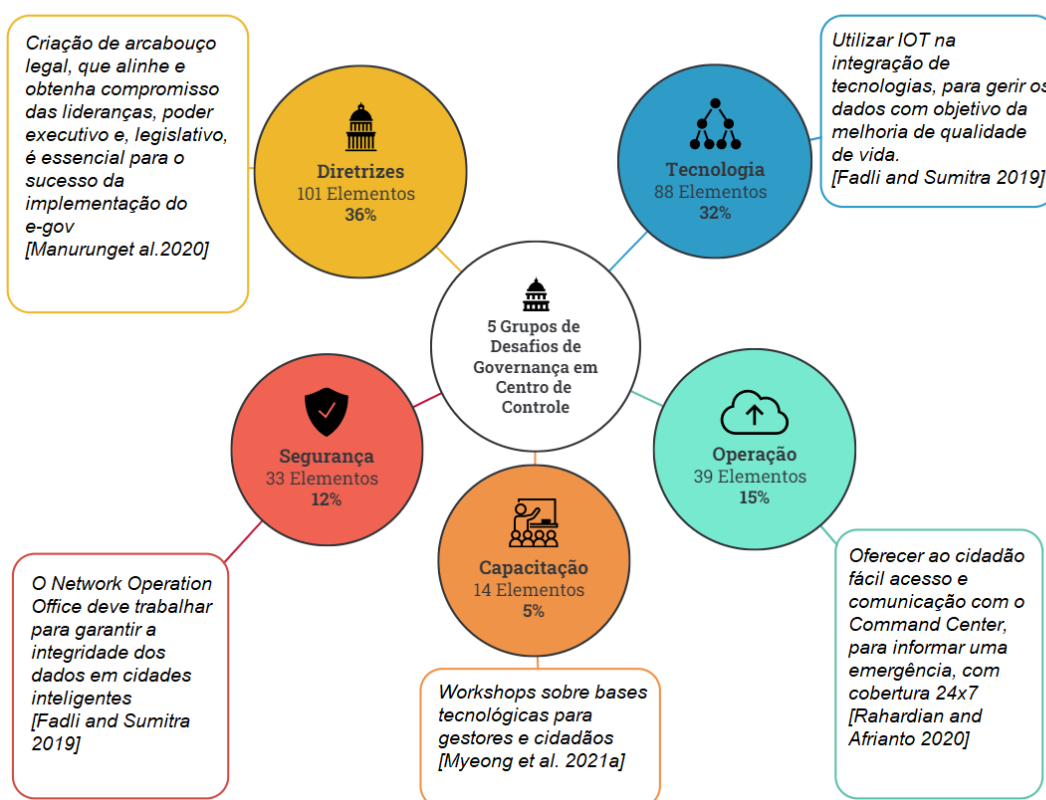 Criação de arcabouço
legal, que alinhe e
obtenha compromisso
das lideranças, poder
executivo e, legislativo,
é essencial para o
sucesso da
implementação do
e-gov
[Manurunget al.2020]
Diretrizes
101 Elementos
36%
Tecnologia
88 Elementos
32%
Utilizar IOT na
integração de
tecnologias, para gerir os
dados com objetivo da
melhoria de qualidade
de vida.
[Fadli and Sumitra 2019]
5 Grupos de
Desafios de
Governança em
Centro de
Controle
Segurança
33 Elementos
12%
Operação
39 Elementos
15%
Capacitação
14 Elementos
5%
O Network Operation
Office deve trabalhar
para garantir a
integridade dos
dados em cidades
inteligentes
[Fadli and Sumitra
2019]
Workshops sobre bases
tecnológicas para
gestores e cidadãos
[Myeong et al. 2021a]
Oferecer ao cidadão
fácil acesso e
comunicação com o
Command Center,
para informar uma
emergência, com
cobertura 24x7
[Rahardian and
Afrianto 2020]